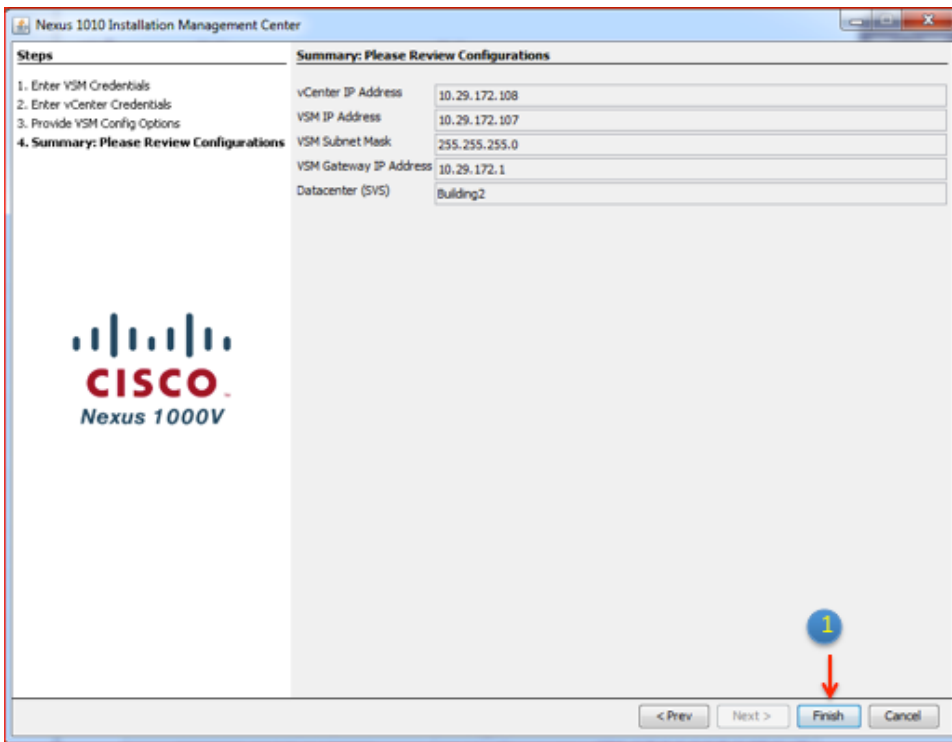 Nexus 1010 Installation Management Center
Steps
1. Enter VSM Credentials
2. Enter vCenter Credentials
3. Provide VSM Config Options
4. Summary: Please Review Configurations
CISCO
Nexus 1000V
Summary: Please Review Configurations
vCenter IP Address 10.29.172.108
VSM IP Address 10.29.172.107
VSM Subnet Mask 255.255.255.0
VSM Gateway IP Address 10.29.172.1
Datacenter (SVS) Building2
1
< Prev Next > Finish Cancel